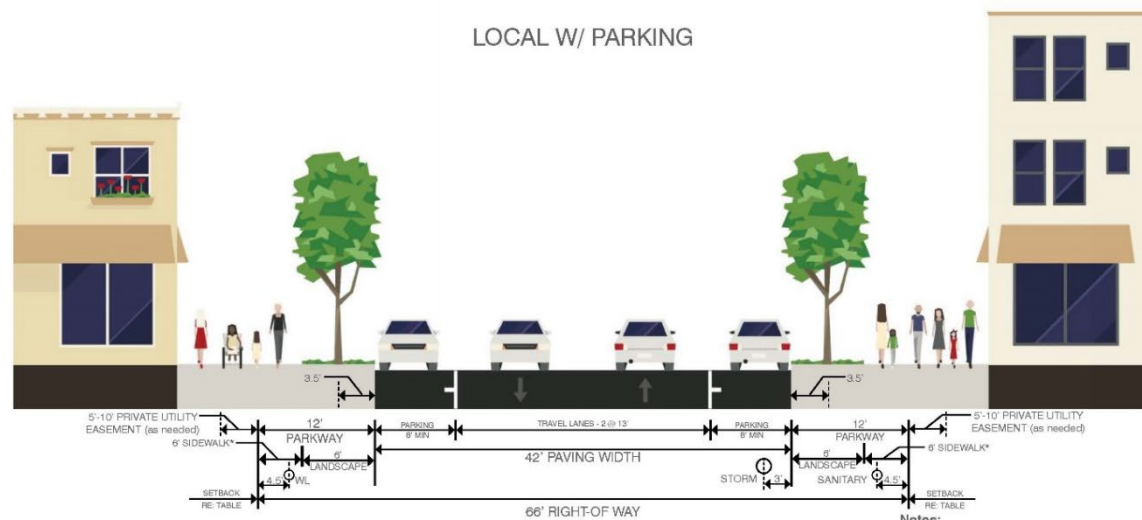 LOCAL W/ PARKING
3.5'
3.5'
5'-10' PRIVATE UTILITY
EASEMENT (as needed)
6' SIDEWALK*
12'
PARKWAY
6'
LANDSCAPE
4.5'
WL
PARKING
8' MIN
TRAVEL LANES - 2 @ 13'
PARKING
8' MIN
42' PAVING WIDTH
STORM
3'
12'
PARKWAY
6'
LANDSCAPE
6' SIDEWALK*
SANITARY
4.5'
5'-10' PRIVATE UTILITY
EASEMENT (as needed)
SETBACK
RE: TABLE
66' RIGHT-OF WAY
SETBACK
RE: TABLE
Notes: